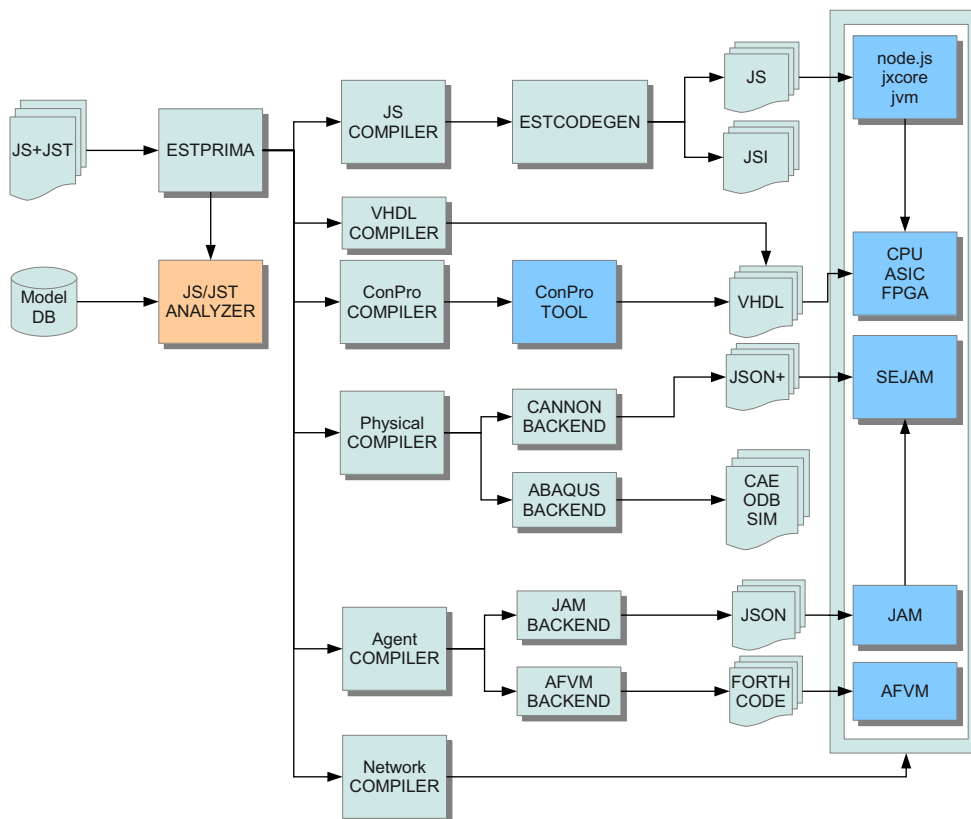 JS+JST
ESTPRIMA
JS
COMPILER
ESTCODEGEN
JS
JSI
node.js
jxcore
jvm
VHDL
COMPILER
Model
DB
JS/JST
ANALYZER
ConPro
COMPILER
ConPro
TOOL
VHDL
CPU
ASIC
FPGA
Physical
COMPILER
CANNON
BACKEND
JSON+
SEJAM
ABAQUS
BACKEND
CAE
ODB
SIM
Agent
COMPILER
JAM
BACKEND
JSON
JAM
AFVM
BACKEND
FORTH
CODE
AFVM
Network
COMPILER